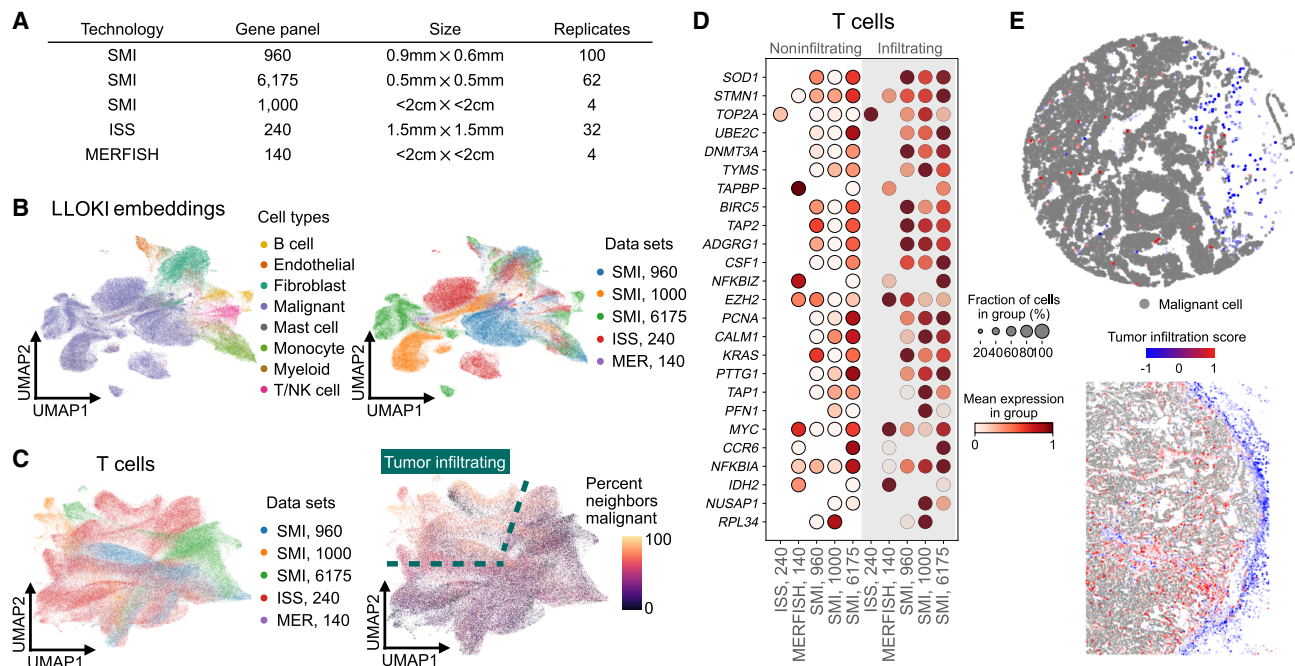 A
Technology Gene panel Size Replicates
SMI 960 0.9mm × 0.6mm 100
SMI 6,175 0.5mm × 0.5mm 62
SMI 1,000 <2cm × <2cm 4
ISS 240 1.5mm × 1.5mm 32
MERFISH 140 <2cm × <2cm 4
B
LLOKI embeddings
Cell types
B cell
Endothelial
Fibroblast
Malignant
Mast cell
Monocyte
Myeloid
T/NK cell
UMAP2
UMAP1
Data sets
SMI, 960
SMI, 1000
SMI, 6175
ISS, 240
MER, 140
UMAP2
UMAP1
C
T cells
Data sets
SMI, 960
SMI, 1000
SMI, 6175
ISS, 240
MER, 140
UMAP2
UMAP1
Tumor infiltrating
Percent
neighbors
malignant
100
0
UMAP2
UMAP1
D
T cells
Noninfiltrating Infiltrating
SOD1
STMN1
TOP2A
UBE2C
DNMT3A
TYMS
TAPBP
BIRC5
TAP2
ADGRG1
CSF1
NFKBIZ
EZH2
PCNA
CALM1
KRAS
PTTG1
TAP1
PFN1
MYC
CCR6
NFKBIA
IDH2
NUSAP1
RPL34
ISS, 240
MERFISH, 140
SMI, 960
SMI, 1000
SMI, 6175
ISS, 240
MERFISH, 140
SMI, 960
SMI, 1000
SMI, 6175
Fraction of cells
in group (%)
20 40 60 80 100
Mean expression
in group
0 1
E
Malignant cell
Tumor infiltration score
-1 0 1